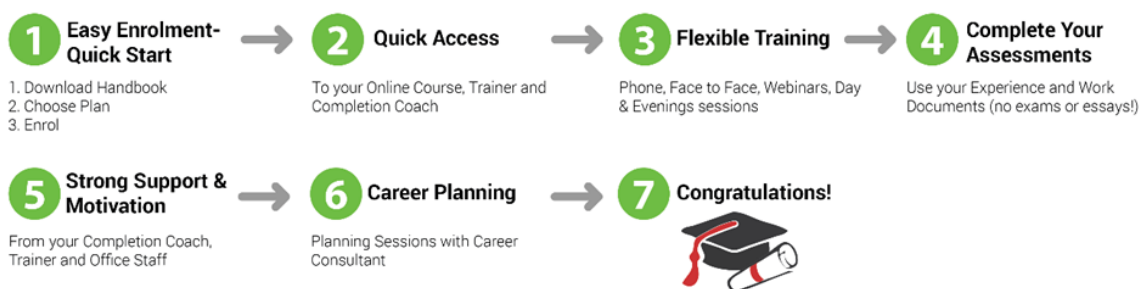 1
Easy Enrolment-
Quick Start
1. Download Handbook
2. Choose Plan
3. Enrol
2
Quick Access
To your Online Course, Trainer and
Completion Coach
3
Flexible Training
Phone, Face to Face, Webinars, Day
& Evenings sessions
4
Complete Your
Assessments
Use your Experience and Work
Documents (no exams or essays!)
5
Strong Support &
Motivation
From your Completion Coach,
Trainer and Office Staff
6
Career Planning
Planning Sessions with Career
Consultant
7
Congratulations!